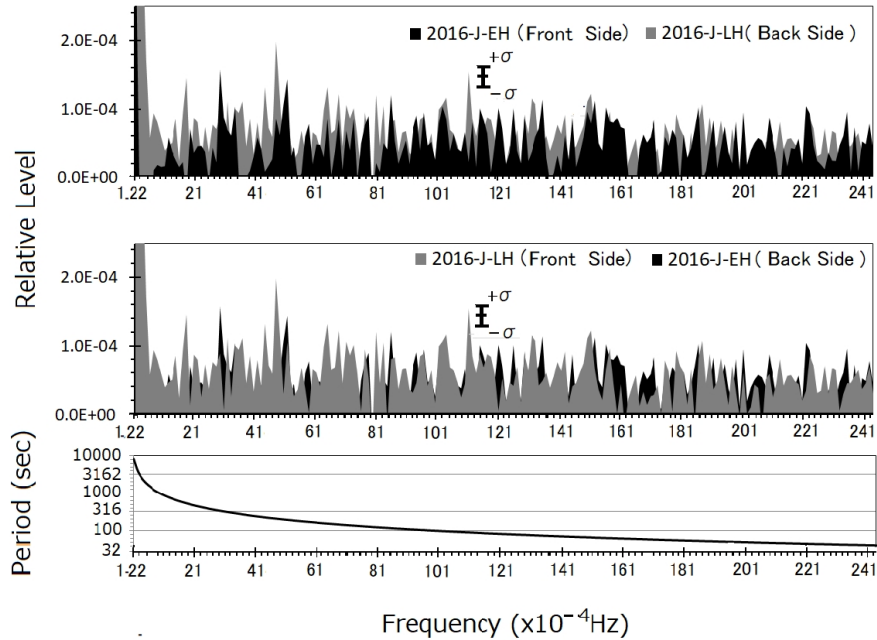 2.0E-04
1.0E-04
0.0E+00
■ 2016-J-EH (Front Side) ■ 2016-J-LH( Back Side )
+σ
−σ
1.22 21 41 61 81 101 121 141 161 181 201 221 241
Relative Level
2.0E-04
1.0E-04
0.0E+00
■ 2016-J-LH (Front Side) ■ 2016-J-EH( Back Side )
+σ
−σ
1-22 21 41 61 81 101 121 141 161 181 201 221 241
Period (sec)
10000
3162
1000
316
100
32
1-22 21 41 61 81 101 121 141 161 181 201 221 241
Frequency (x10⁻⁴Hz)